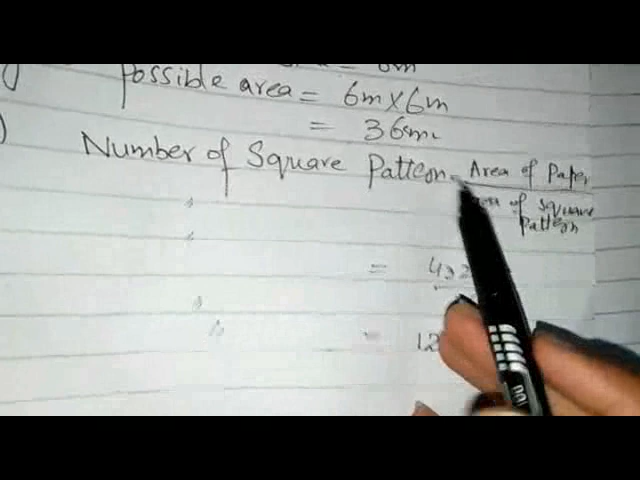 Possible area = 6m x 6m
= 36m
Number of Square Pattern = Area of Paper
of Square
Pattern
= 432
12